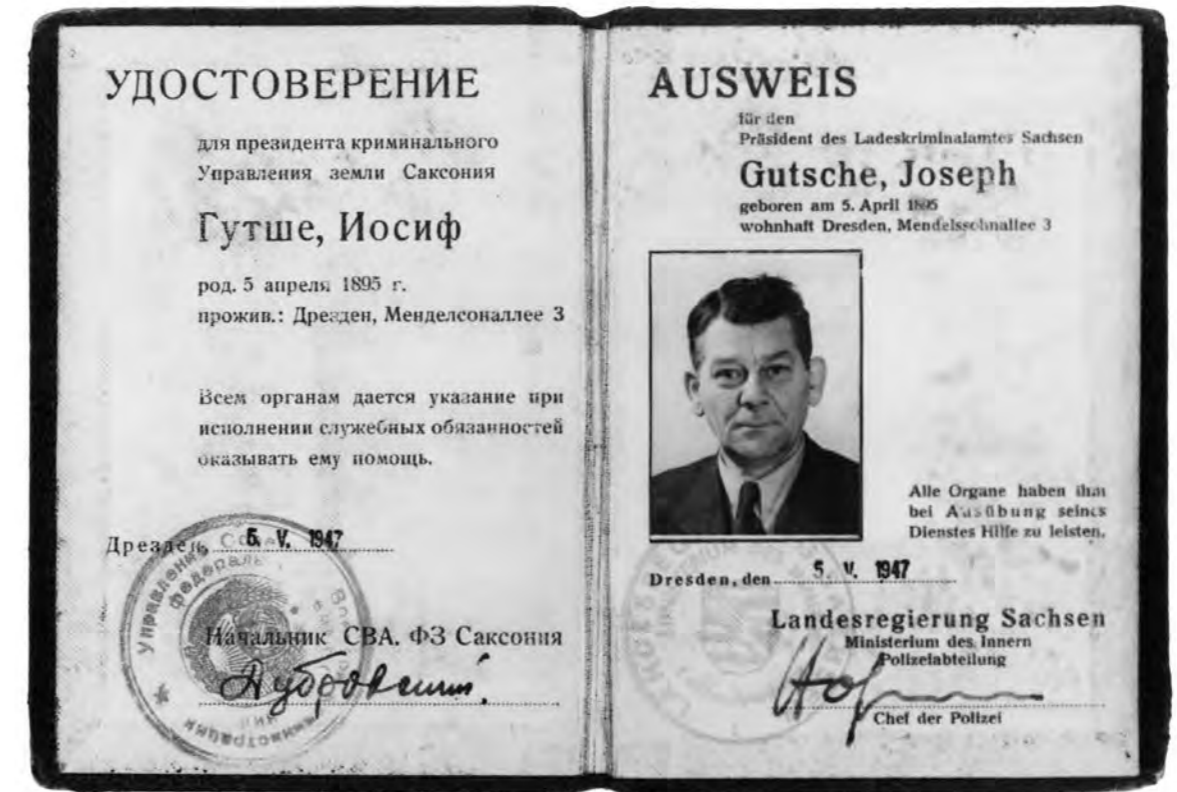 УДОСТОВЕРЕНИЕ
для президента криминального
Управления земли Саксония
Гутше, Иосиф
род. 5 апреля 1895 г.
прожив.: Дрезден, Менделсоналлее 3
Всем органам дается указание при
исполнении служебных обязанностей
оказывать ему помощь.
Дрезден, 5. V. 1947
Начальник СВА. ФЗ Саксония
Дубровский
AUSWEIS
für den
Präsident des Ladeskriminalamtes Sachsen
Gutsche, Joseph
geboren am 5. April 1895
wohnhaft Dresden, Mendelssohnallee 3
Alle Organe haben ihm
bei Ausübung seines
Dienstes Hilfe zu leisten.
Dresden, den 5. V. 1947
Landesregierung Sachsen
Ministerium des Innern
Polizeiabteilung
Chef der Polizei